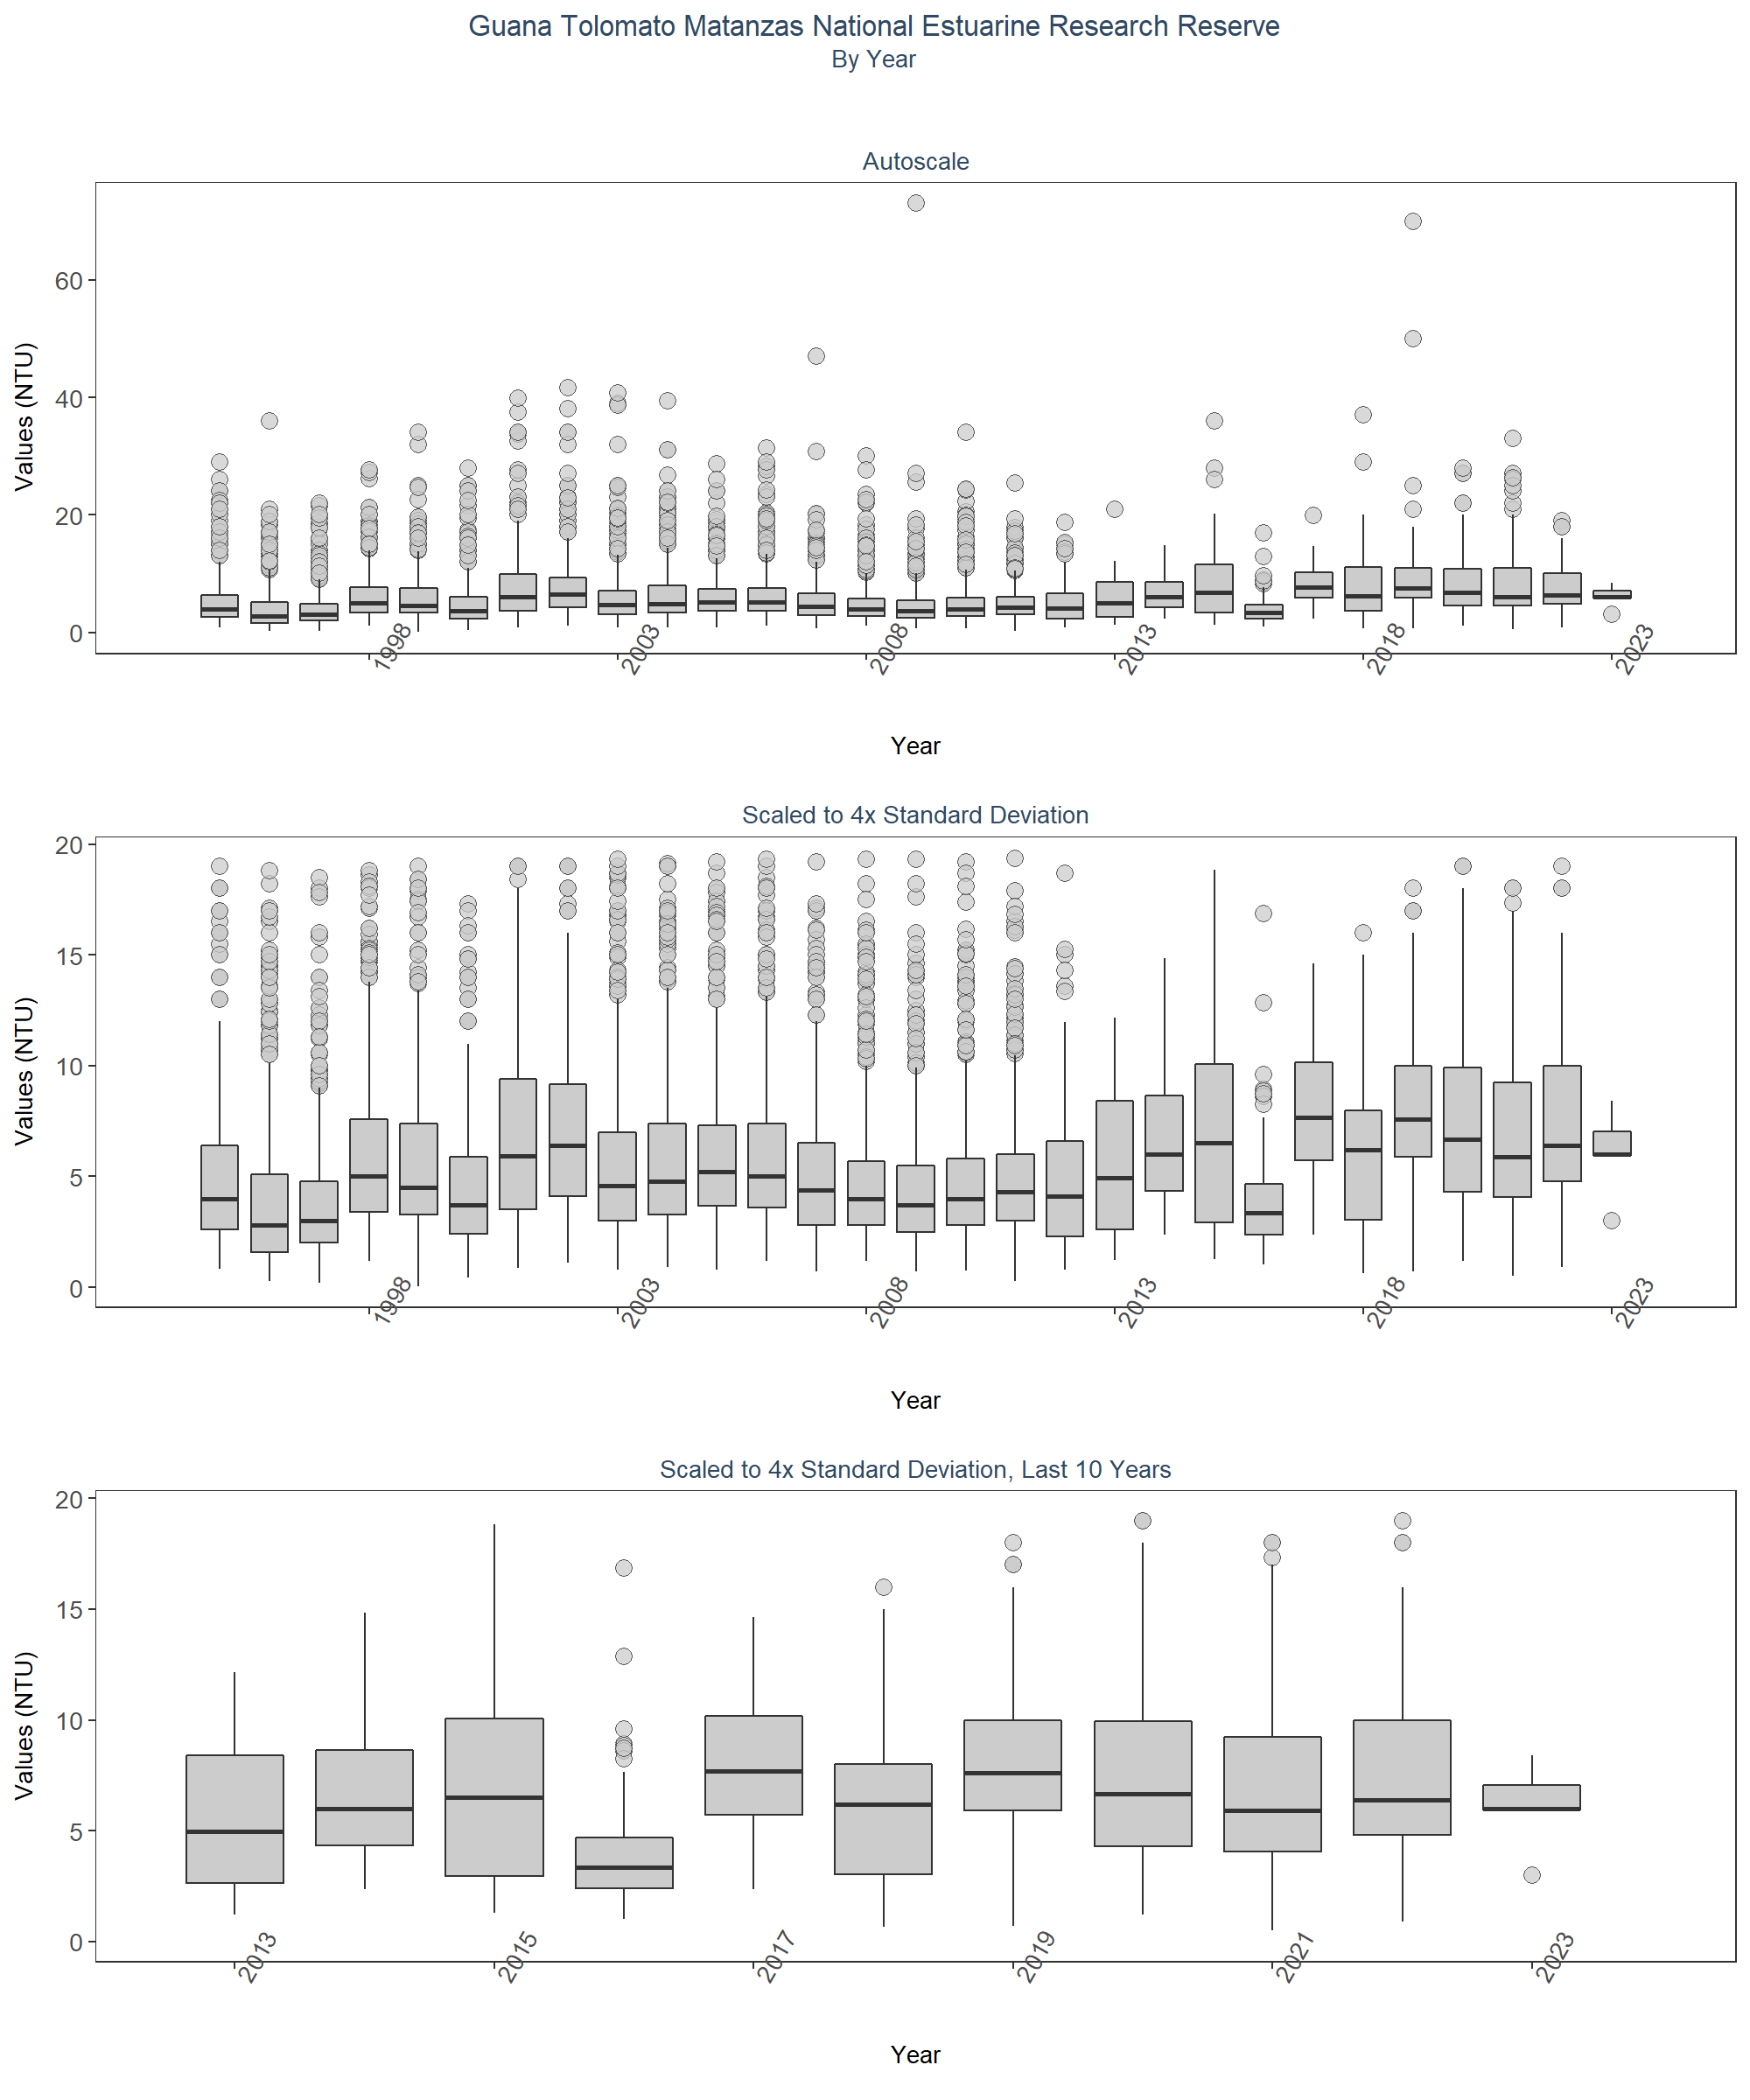 Guana Tolomato Matanzas National Estuarine Research Reserve
By Year
Autoscale
Values (NTU)
60
40
20
0
1998
2003
2008
2013
2018
2023
Year
Scaled to 4x Standard Deviation
Values (NTU)
20
15
10
5
0
1998
2003
2008
2013
2018
2023
Year
Scaled to 4x Standard Deviation, Last 10 Years
Values (NTU)
20
15
10
5
0
2013
2015
2017
2019
2021
2023
Year